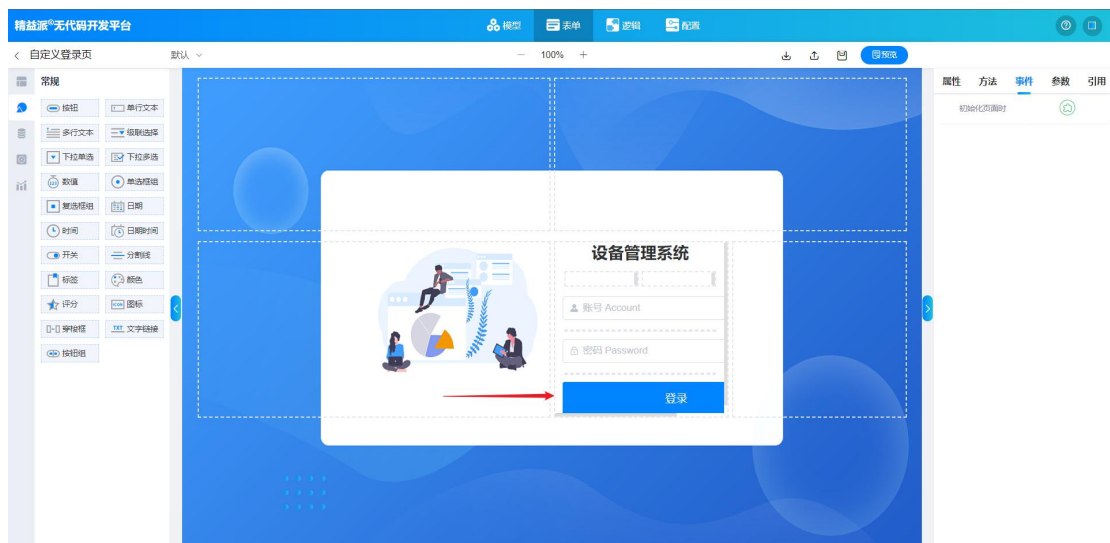 精益派®无代码开发平台
模型
表单
逻辑
配置
自定义登录页
默认
100%
预览
常规
按钮
单行文本
多行文本
级联选择
下拉单选
下拉多选
数值
单选框组
复选框组
日期
时间
日期时间
开关
分割线
标签
颜色
评分
图标
穿梭框
文字链接
按钮组
设备管理系统
账号 Account
密码 Password
登录
属性
方法
事件
参数
引用
初始化页面时